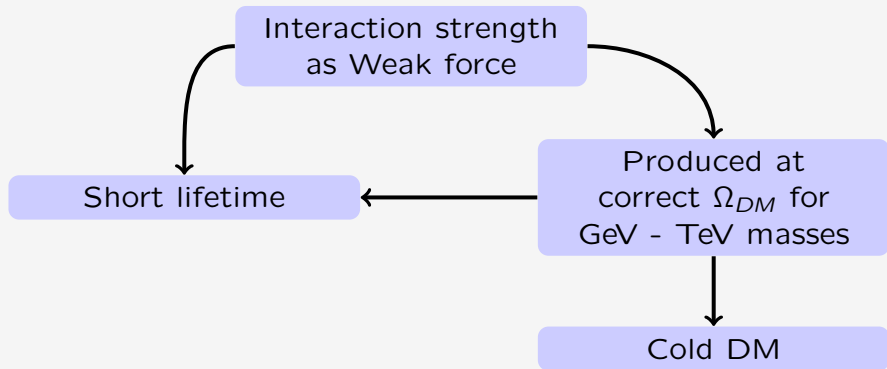 Interaction strength
as Weak force
Short lifetime
Produced at
correct Ω_DM for
GeV - TeV masses
Cold DM